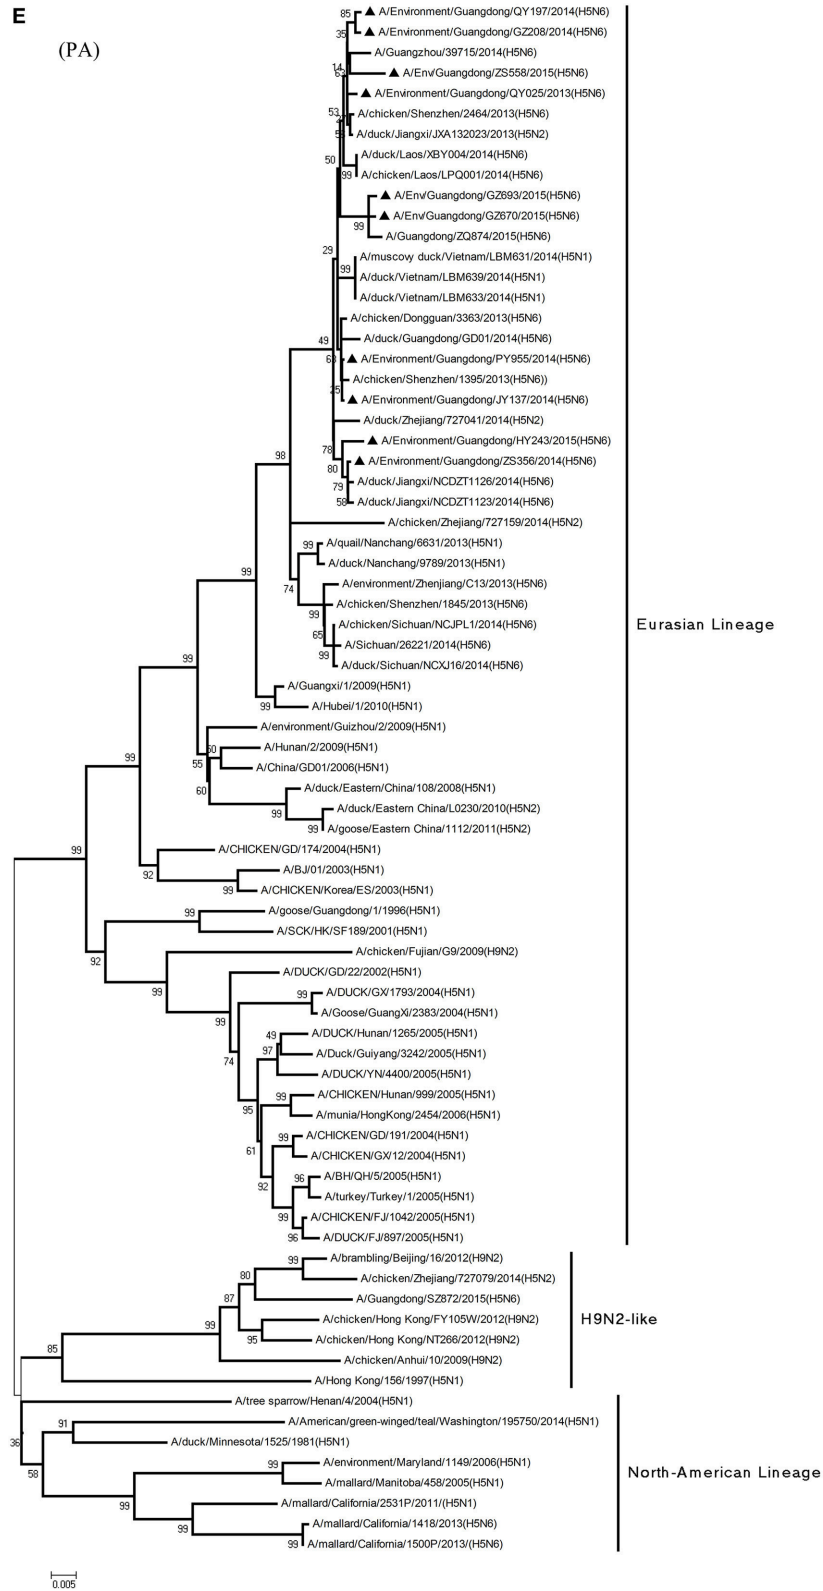 E
(PA)
85
▲ A/Environment/Guangdong/QY197/2014(H5N6)
35
▲ A/Environment/Guangdong/GZ208/2014(H5N6)
A/Guangzhou/39715/2014(H5N6)
14
▲ A/Env/Guangdong/ZS558/2015(H5N6)
▲ A/Environment/Guangdong/QY025/2013(H5N6)
53
A/chicken/Shenzhen/2464/2013(H5N6)
A/duck/Jiangxi/JXA132023/2013(H5N2)
50
A/duck/Laos/XBY004/2014(H5N6)
99
A/chicken/Laos/LPQ001/2014(H5N6)
▲ A/Env/Guangdong/GZ693/2015(H5N6)
▲ A/Env/Guangdong/GZ670/2015(H5N6)
99
A/Guangdong/ZQ874/2015(H5N6)
29
A/muscovy duck/Vietnam/LBM631/2014(H5N1)
99
A/duck/Vietnam/LBM639/2014(H5N1)
A/duck/Vietnam/LBM633/2014(H5N1)
A/chicken/Dongguan/3363/2013(H5N6)
49
A/duck/Guangdong/GD01/2014(H5N6)
▲ A/Environment/Guangdong/PY955/2014(H5N6)
A/chicken/Shenzhen/1395/2013(H5N6))
25
▲ A/Environment/Guangdong/JY137/2014(H5N6)
A/duck/Zhejiang/727041/2014(H5N2)
▲ A/Environment/Guangdong/HY243/2015(H5N6)
78
▲ A/Environment/Guangdong/ZS356/2014(H5N6)
80
A/duck/Jiangxi/NCDZT1126/2014(H5N6)
79
A/duck/Jiangxi/NCDZT1123/2014(H5N6)
58
98
A/chicken/Zhejiang/727159/2014(H5N2)
99
A/quail/Nanchang/6631/2013(H5N1)
A/duck/Nanchang/9789/2013(H5N1)
99
74
A/environment/Zhenjiang/C13/2013(H5N6)
A/chicken/Shenzhen/1845/2013(H5N6)
99
A/chicken/Sichuan/NCJPL1/2014(H5N6)
Eurasian Lineage
65
A/Sichuan/26221/2014(H5N6)
99
A/duck/Sichuan/NCXJ16/2014(H5N6)
99
A/Guangxi/1/2009(H5N1)
99
A/Hubei/1/2010(H5N1)
A/environment/Guizhou/2/2009(H5N1)
A/Hunan/2/2009(H5N1)
99
55
A/China/GD01/2006(H5N1)
60
A/duck/Eastern/China/108/2008(H5N1)
99
A/duck/Eastern China/L0230/2010(H5N2)
99
A/goose/Eastern China/1112/2011(H5N2)
99
A/CHICKEN/GD/174/2004(H5N1)
92
A/BJ/01/2003(H5N1)
99
A/CHICKEN/Korea/ES/2003(H5N1)
99
A/goose/Guangdong/1/1996(H5N1)
A/SCK/HK/SF189/2001(H5N1)
92
A/chicken/Fujian/G9/2009(H9N2)
A/DUCK/GD/22/2002(H5N1)
99
99
A/DUCK/GX/1793/2004(H5N1)
A/Goose/GuangXi/2383/2004(H5N1)
99
49
A/DUCK/Hunan/1265/2005(H5N1)
97
A/Duck/Guiyang/3242/2005(H5N1)
74
A/DUCK/YN/4400/2005(H5N1)
99
A/CHICKEN/Hunan/999/2005(H5N1)
95
A/munia/HongKong/2454/2006(H5N1)
99
A/CHICKEN/GD/191/2004(H5N1)
61
A/CHICKEN/GX/12/2004(H5N1)
96
A/BH/QH/5/2005(H5N1)
92
A/turkey/Turkey/1/2005(H5N1)
99
A/CHICKEN/FJ/1042/2005(H5N1)
96
A/DUCK/FJ/897/2005(H5N1)
99
A/brambling/Beijing/16/2012(H9N2)
80
A/chicken/Zhejiang/727079/2014(H5N2)
87
A/Guangdong/SZ872/2015(H5N6)
99
A/chicken/Hong Kong/FY105W/2012(H9N2)
H9N2-like
95
A/chicken/Hong Kong/NT266/2012(H9N2)
85
A/chicken/Anhui/10/2009(H9N2)
A/Hong Kong/156/1997(H5N1)
A/tree sparrow/Henan/4/2004(H5N1)
91
A/American/green-winged/teal/Washington/195750/2014(H5N1)
36
A/duck/Minnesota/1525/1981(H5N1)
58
99
A/environment/Maryland/1149/2006(H5N1)
North-American Lineage
A/mallard/Manitoba/458/2005(H5N1)
99
A/mallard/California/2531P/2011/(H5N1)
99
A/mallard/California/1418/2013(H5N6)
99
A/mallard/California/1500P/2013/(H5N6)
0.005